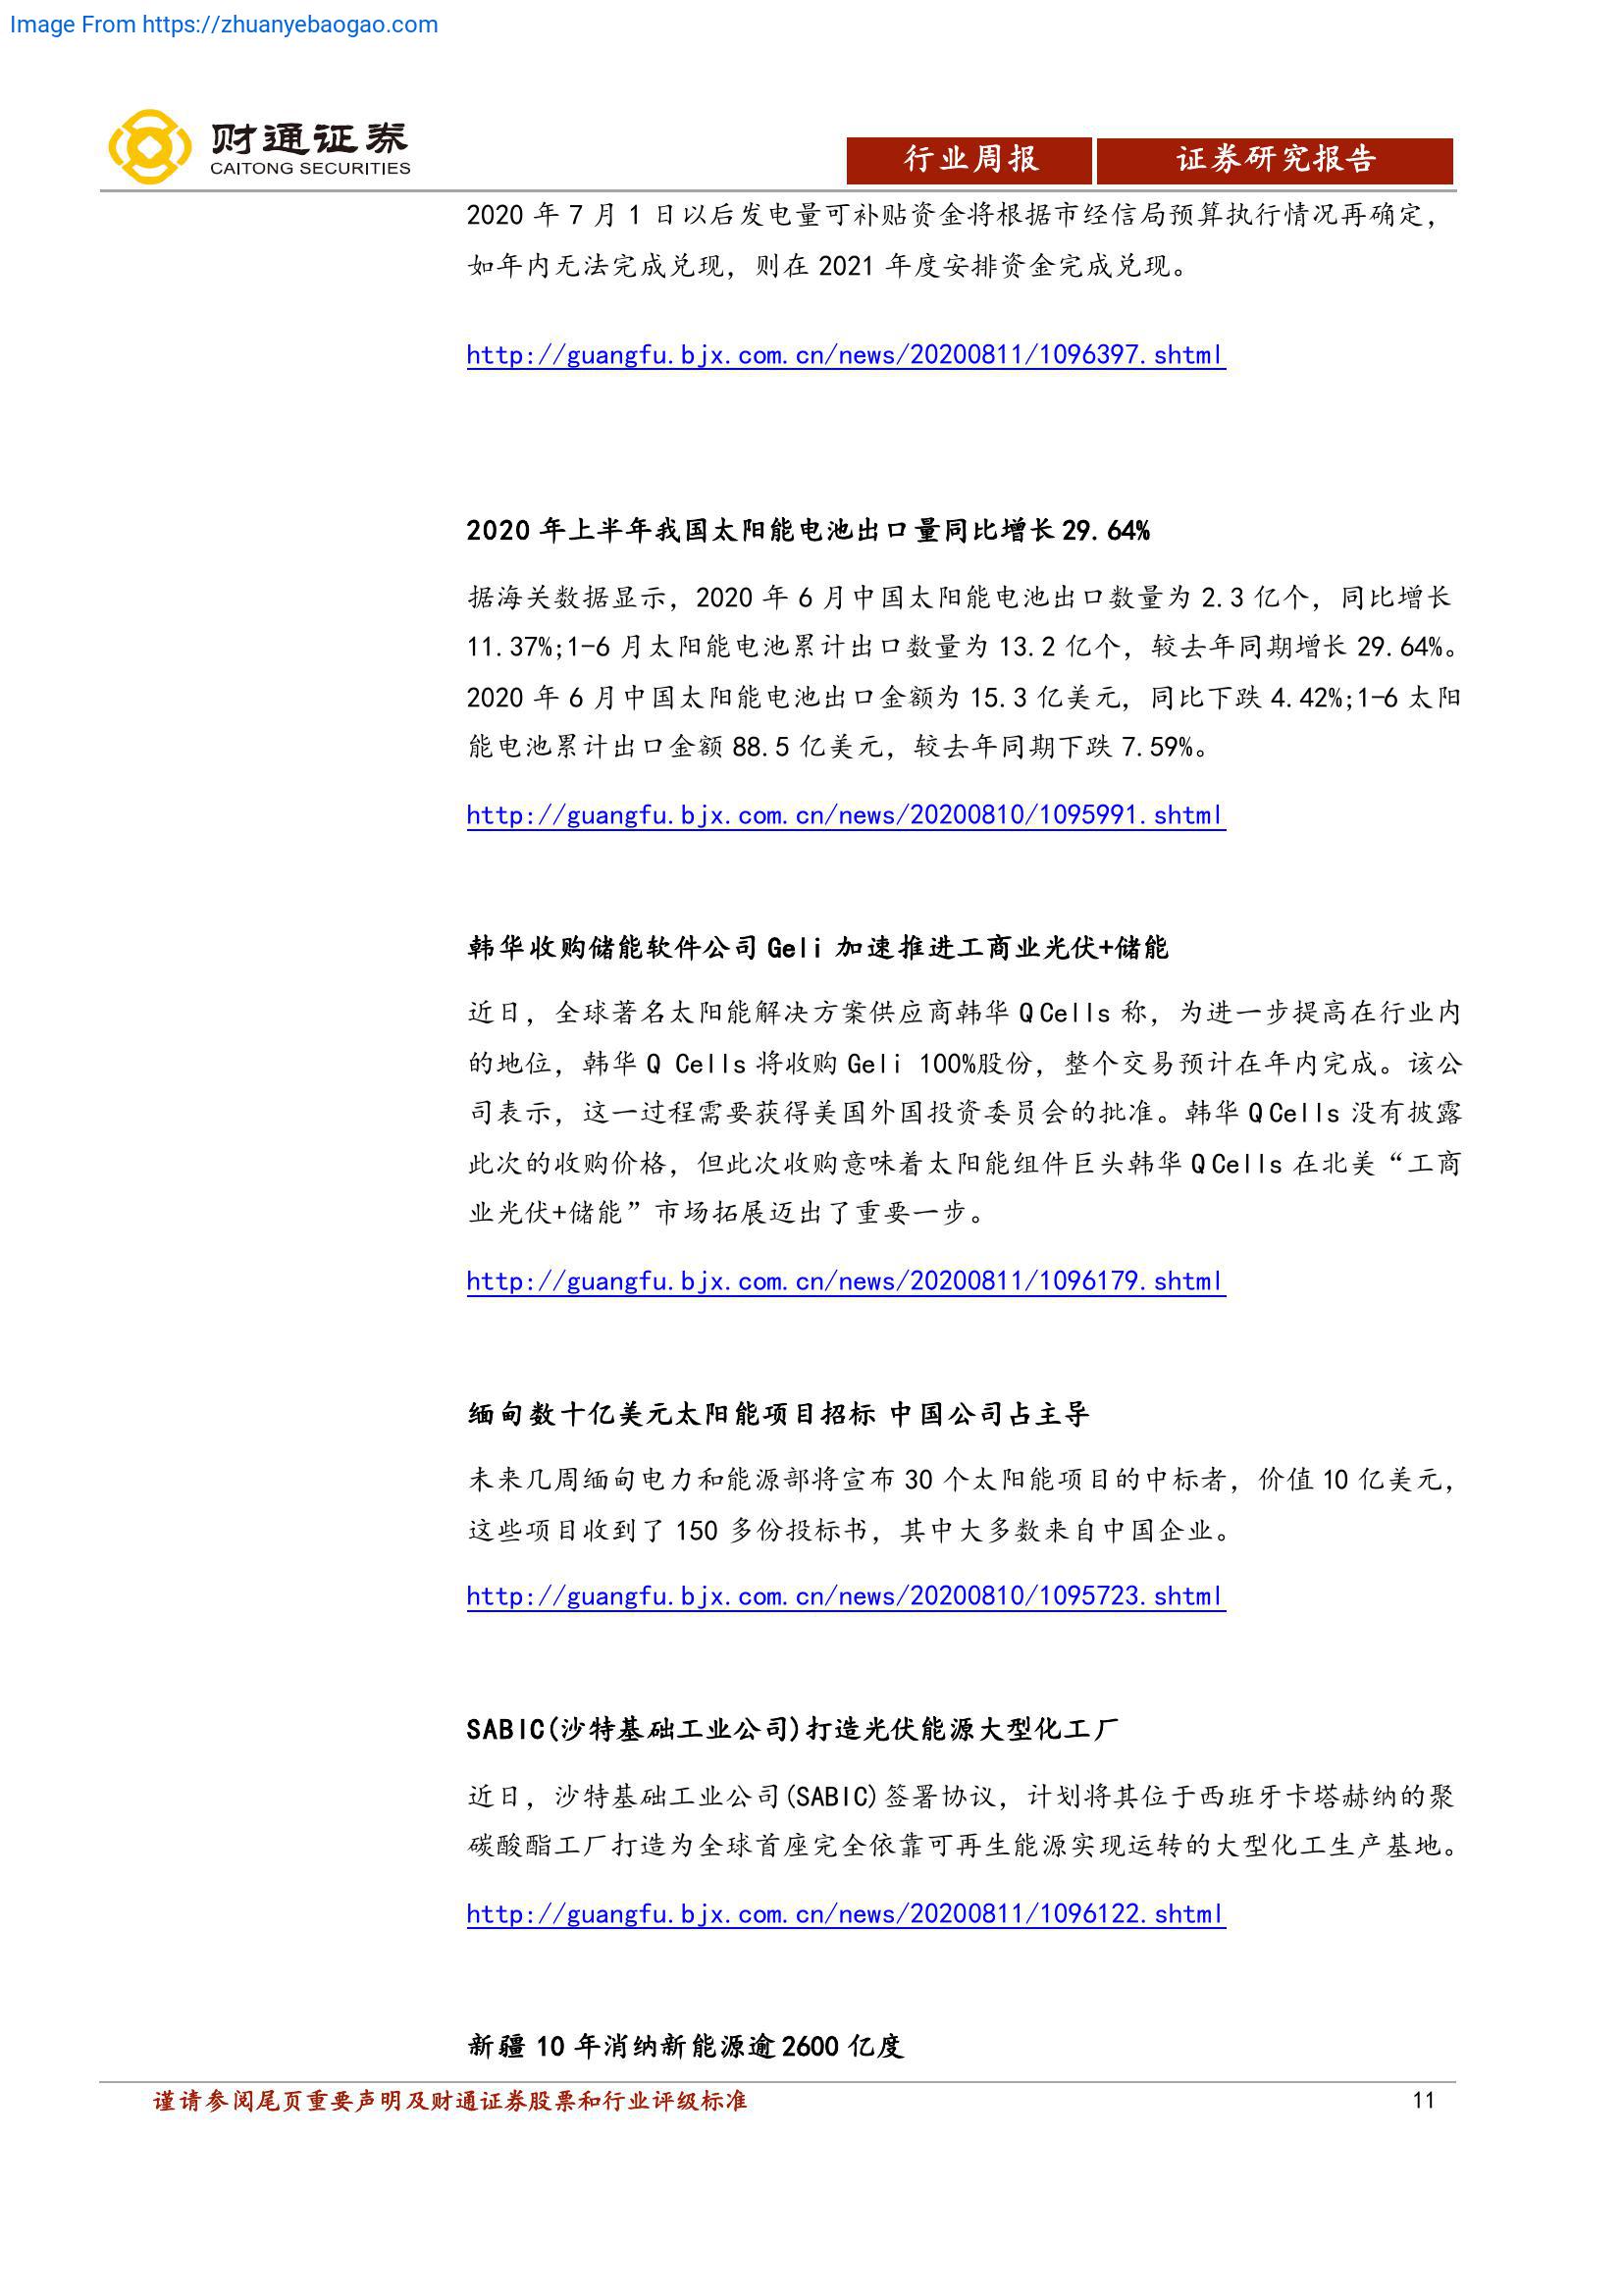 Image From https://zhuanyebaogao.com
财通证券
CAITONG SECURITIES
行业周报
证券研究报告
2020 年 7 月 1 日以后发电量可补贴资金将根据市经信局预算执行情况再确定，
如年内无法完成兑现，则在 2021 年度安排资金完成兑现。
http://guangfu.bjx.com.cn/news/20200811/1096397.shtml
2020 年上半年我国太阳能电池出口量同比增长 29.64%
据海关数据显示，2020 年 6 月中国太阳能电池出口数量为 2.3 亿个，同比增长
11.37%;1-6 月太阳能电池累计出口数量为 13.2 亿个，较去年同期增长 29.64%。
2020 年 6 月中国太阳能电池出口金额为 15.3 亿美元，同比下跌 4.42%;1-6 太阳
能电池累计出口金额 88.5 亿美元，较去年同期下跌 7.59%。
http://guangfu.bjx.com.cn/news/20200810/1095991.shtml
韩华收购储能软件公司 Geli 加速推进工商业光伏+储能
近日，全球著名太阳能解决方案供应商韩华 Q Cells 称，为进一步提高在行业内
的地位，韩华 Q Cells 将收购 Geli 100%股份，整个交易预计在年内完成。该公
司表示，这一过程需要获得美国外国投资委员会的批准。韩华 Q Cells 没有披露
此次的收购价格，但此次收购意味着太阳能组件巨头韩华 Q Cells 在北美“工商
业光伏+储能”市场拓展迈出了重要一步。
http://guangfu.bjx.com.cn/news/20200811/1096179.shtml
缅甸数十亿美元太阳能项目招标 中国公司占主导
未来几周缅甸电力和能源部将宣布 30 个太阳能项目的中标者，价值 10 亿美元，
这些项目收到了 150 多份投标书，其中大多数来自中国企业。
http://guangfu.bjx.com.cn/news/20200810/1095723.shtml
SABIC(沙特基础工业公司)打造光伏能源大型化工厂
近日，沙特基础工业公司(SABIC)签署协议，计划将其位于西班牙卡塔赫纳的聚
碳酸酯工厂打造为全球首座完全依靠可再生能源实现运转的大型化工生产基地。
http://guangfu.bjx.com.cn/news/20200811/1096122.shtml
新疆 10 年消纳新能源逾 2600 亿度
谨请参阅尾页重要声明及财通证券股票和行业评级标准
11